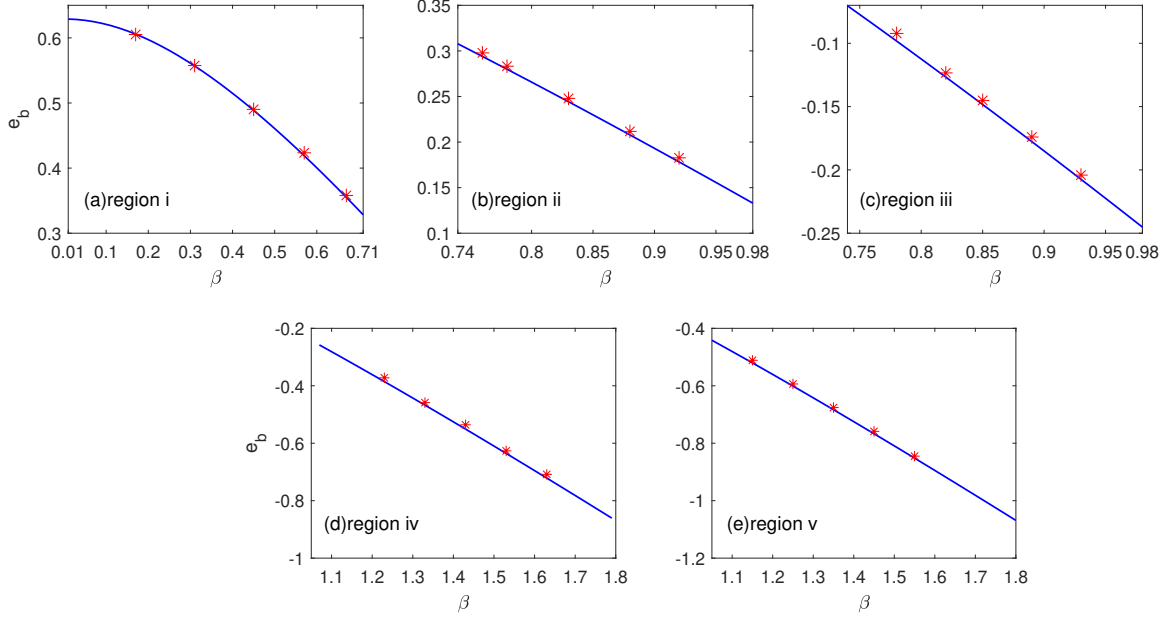 0.6
0.5
0.4
0.3
e_b
(a)region i
0.01 0.1 0.2 0.3 0.4 0.5 0.6 0.71
β
0.35
0.3
0.25
0.2
0.15
0.1
(b)region ii
0.74 0.8 0.85 0.9 0.95 0.98
β
-0.1
-0.15
-0.2
-0.25
(c)region iii
0.75 0.8 0.85 0.9 0.95 0.98
β
-0.2
-0.4
-0.6
-0.8
-1
e_b
(d)region iv
1.1 1.2 1.3 1.4 1.5 1.6 1.7 1.8
β
-0.4
-0.6
-0.8
-1
-1.2
(e)region v
1.1 1.2 1.3 1.4 1.5 1.6 1.7 1.8
β